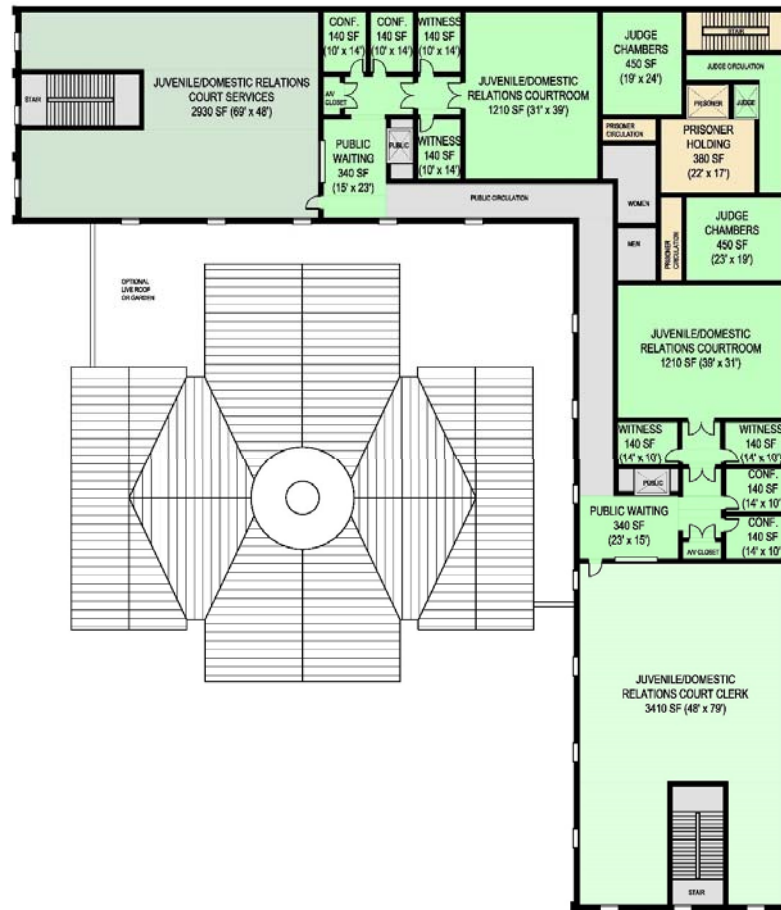 CONF.
140 SF
(10' x 14')
CONF.
140 SF
(10' x 14')
WITNESS
140 SF
(10' x 14')
JUVENILE/DOMESTIC RELATIONS
COURT SERVICES
2930 SF (69' x 48')
STAIR
A/V
CLOSET
PUBLIC
WAITING
340 SF
(15' x 23')
PUBLIC
WITNESS
140 SF
(10' x 14')
JUVENILE/DOMESTIC
RELATIONS COURTROOM
1210 SF (31' x 39')
JUDGE
CHAMBERS
450 SF
(19' x 24')
STAIR
JUDGE CIRCULATION
PRISONER
JUDGE
PRISONER
CIRCULATION
PRISONER
HOLDING
380 SF
(22' x 17')
PUBLIC CIRCULATION
WOMEN
MEN
PRISONER
CIRCULATION
JUDGE
CHAMBERS
450 SF
(23' x 19')
OPTIONAL
LIVE ROOF
OR GARDEN
JUVENILE/DOMESTIC
RELATIONS COURTROOM
1210 SF (39' x 31')
WITNESS
140 SF
(14' x 10')
WITNESS
140 SF
(14' x 10')
PUBLIC
CONF.
140 SF
(14' x 10'
PUBLIC WAITING
340 SF
(23' x 15')
A/V CLOSET
CONF.
140 SF
(14' x 10'
JUVENILE/DOMESTIC
RELATIONS COURT CLERK
3410 SF (48' x 79')
STAIR